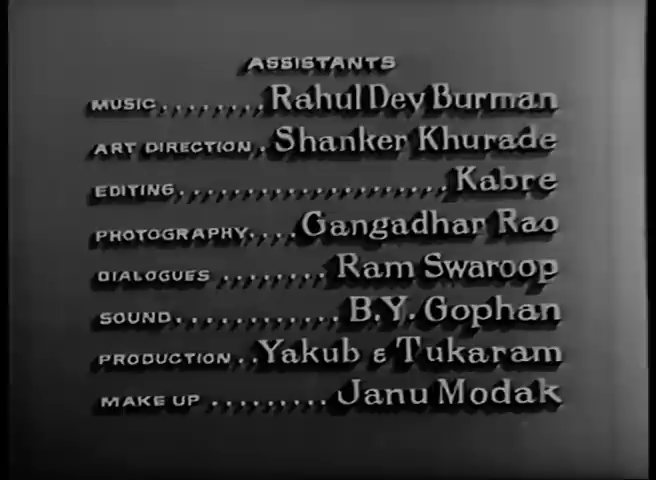 ASSISTANTS
MUSIC........Rahul Dev Burman
ART DIRECTION.Shanker Khurade
EDITING....................Kabre
PHOTOGRAPHY....Gangadhar Rao
DIALOGUES ........Ram Swaroop
SOUND............B.Y. Gophan
PRODUCTION..Yakub & Tukaram
MAKE UP .........Janu Modak